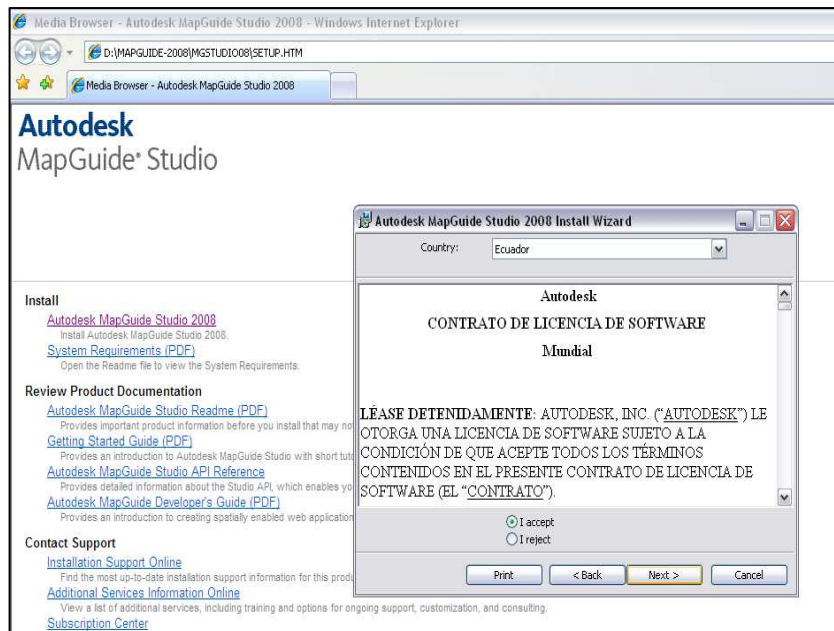 Media Browser - Autodesk MapGuide Studio 2008 - Windows Internet Explorer
D:\MAPGUIDE-2008\MGSTUDIO08\SETUP.HTM
Media Browser - Autodesk MapGuide Studio 2008
Autodesk
MapGuide® Studio
Install
Autodesk MapGuide Studio 2008
Install Autodesk MapGuide Studio 2008.
System Requirements (PDF)
Open the Readme file to view the System Requirements.
Review Product Documentation
Autodesk MapGuide Studio Readme (PDF)
Provides important product information before you install that may no
Getting Started Guide (PDF)
Provides an introduction to Autodesk MapGuide Studio with short tuto
Autodesk MapGuide Studio API Reference
Provides detailed information about the Studio API, which enables yo
Autodesk MapGuide Developer's Guide (PDF)
Provides an introduction to creating spatially enabled web application
Contact Support
Installation Support Online
Find the most up-to-date installation support information for this produ
Additional Services Information Online
View a list of additional services, including training and options for ongoing support, customization, and consulting.
Subscription Center
Autodesk MapGuide Studio 2008 Install Wizard
Country: Ecuador
Autodesk
CONTRATO DE LICENCIA DE SOFTWARE
Mundial
LÉASE DETENIDAMENTE: AUTODESK, INC. (“AUTODESK”) LE
OTORGA UNA LICENCIA DE SOFTWARE SUJETO A LA
CONDICIÓN DE QUE ACEPTE TODOS LOS TÉRMINOS
CONTENIDOS EN EL PRESENTE CONTRATO DE LICENCIA DE
SOFTWARE (EL “CONTRATO”).
I accept
I reject
Print < Back Next > Cancel